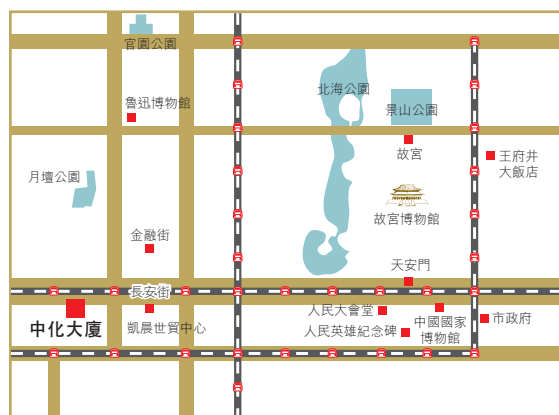 官園公園
北海公園
魯迅博物館
景山公園
故宮
王府井
大飯店
月壇公園
故宮博物館
金融街
天安門
長安街
人民大會堂
中化大廈
凱晨世貿中心
人民英雄紀念碑
中國國家
博物館
市政府